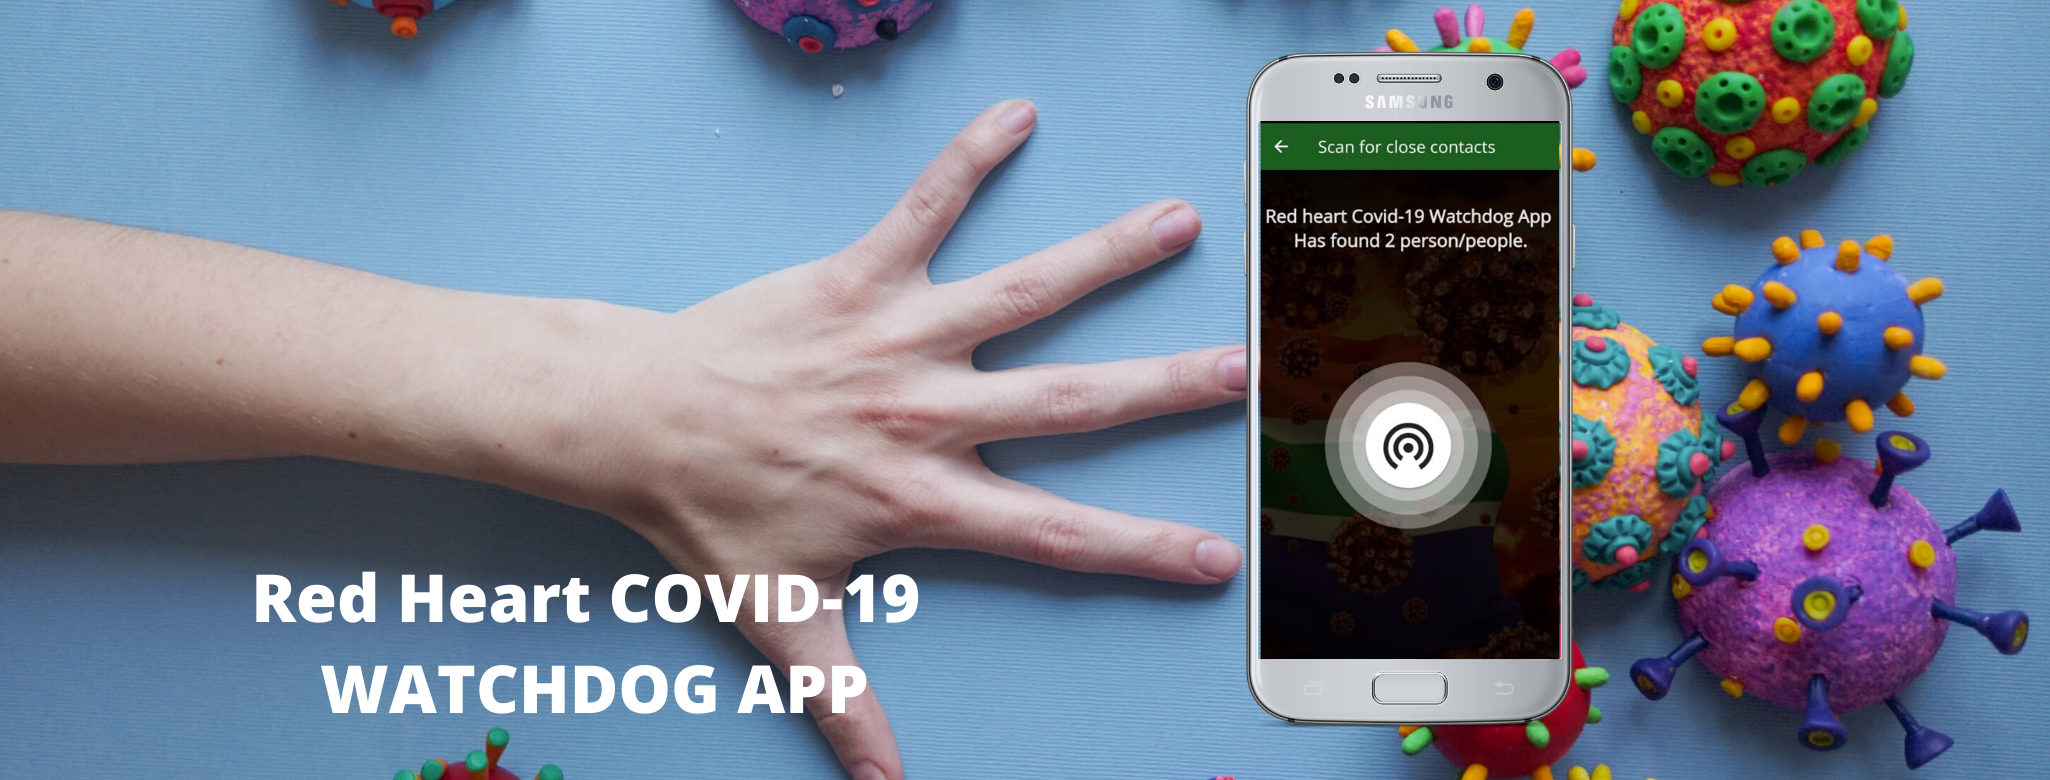 SAMSUNG
Scan for close contacts
Red heart Covid-19 Watchdog App
Has found 2 person/people.
Red Heart COVID-19
WATCHDOG APP